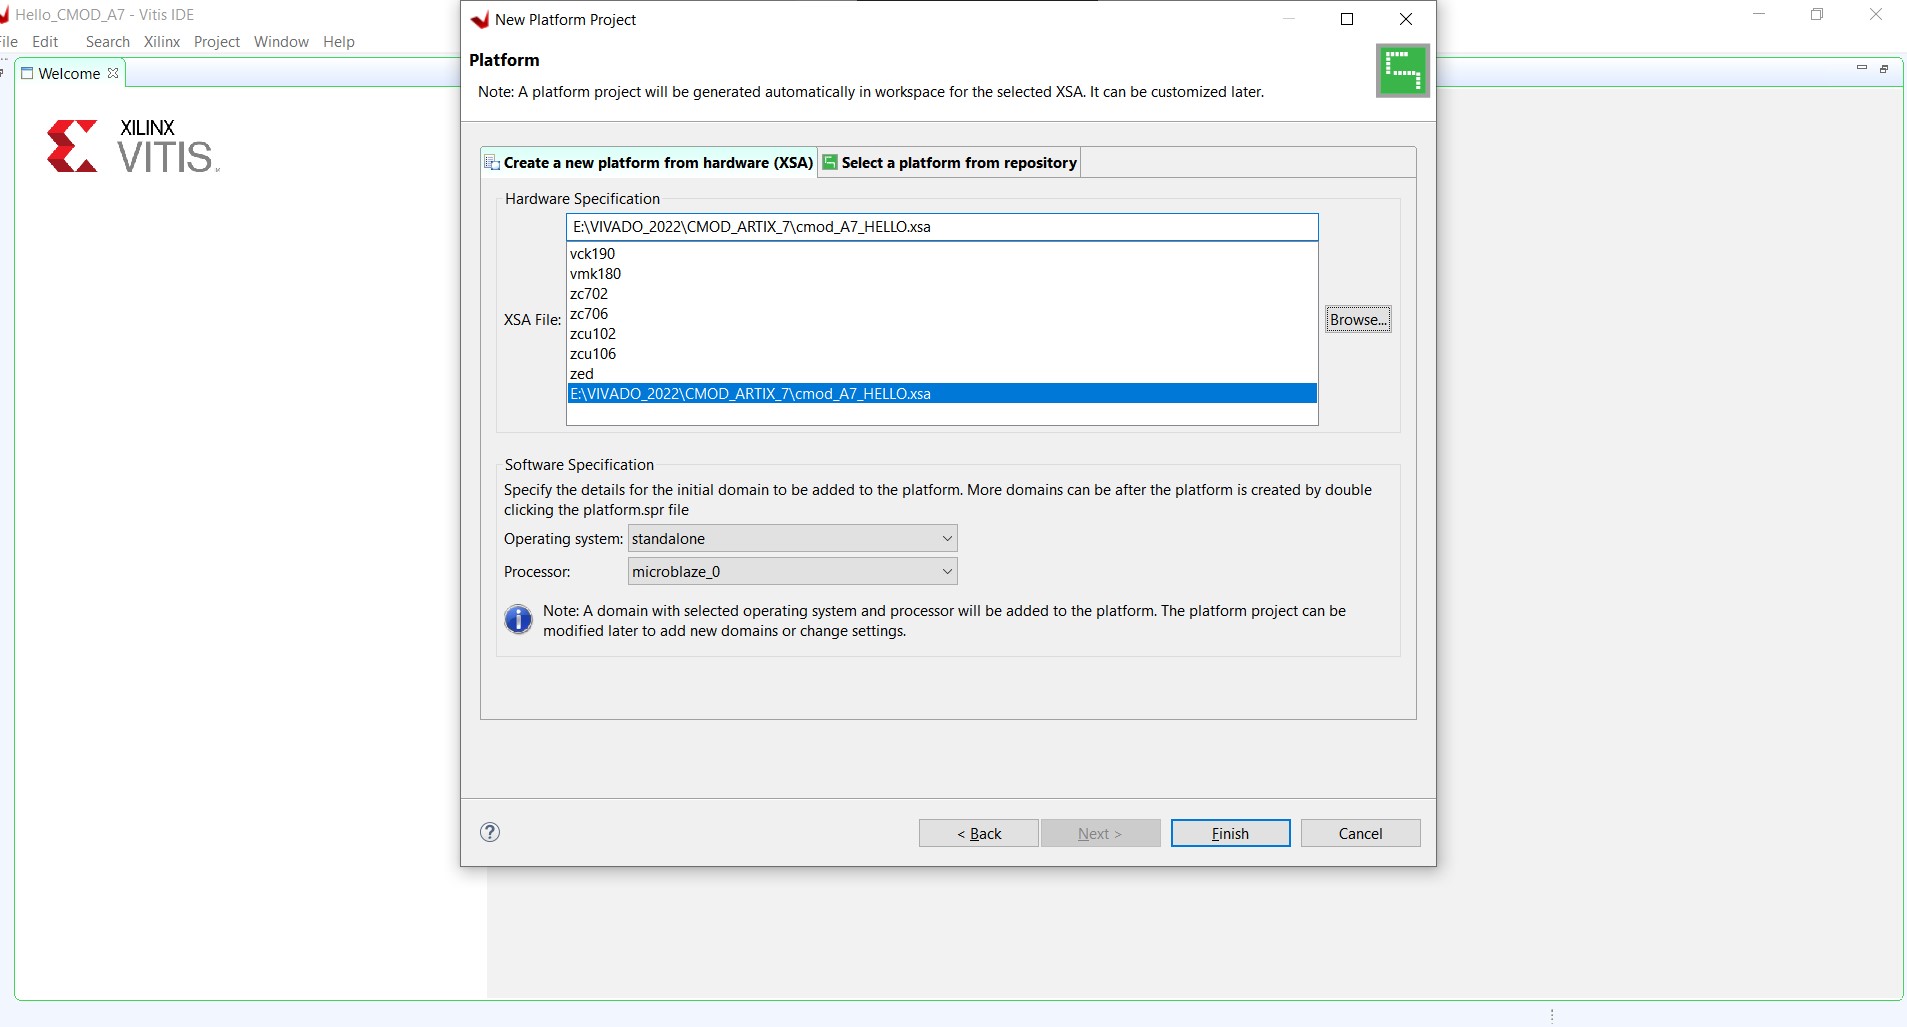 Hello_CMOD_A7 - Vitis IDE
File Edit Search Xilinx Project Window Help
Welcome
XILINX
VITIS
New Platform Project
Platform
Note: A platform project will be generated automatically in workspace for the selected XSA. It can be customized later.
Create a new platform from hardware (XSA) Select a platform from repository
Hardware Specification
E:\VIVADO_2022\CMOD_ARTIX_7\cmod_A7_HELLO.xsa
vck190
vmk180
zc702
zc706
XSA File:
Browse...
zcu102
zcu106
zed
E:\VIVADO_2022\CMOD_ARTIX_7\cmod_A7_HELLO.xsa
Software Specification
Specify the details for the initial domain to be added to the platform. More domains can be after the platform is created by double
clicking the platform.spr file
Operating system: standalone
Processor: microblaze_0
Note: A domain with selected operating system and processor will be added to the platform. The platform project can be
modified later to add new domains or change settings.
< Back Next > Finish Cancel